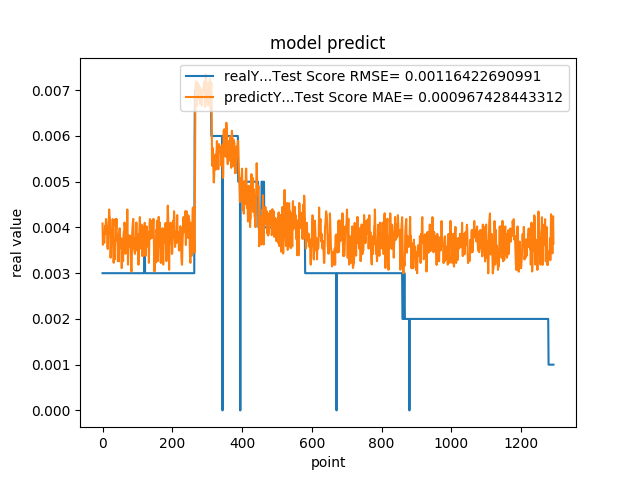 model predict
realY...Test Score RMSE= 0.00116422690991
predictY...Test Score MAE= 0.000967428443312
0.007
0.006
0.005
0.004
0.003
0.002
0.001
0.000
real value
0 200 400 600 800 1000 1200
point